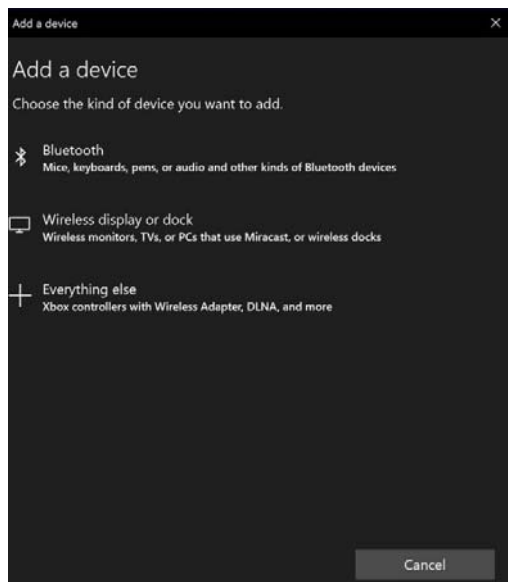 Add a device
Add a device
Choose the kind of device you want to add.
Bluetooth
Mice, keyboards, pens, or audio and other kinds of Bluetooth devices
Wireless display or dock
Wireless monitors, TVs, or PCs that use Miracast, or wireless docks
Everything else
Xbox controllers with Wireless Adapter, DLNA, and more
Cancel